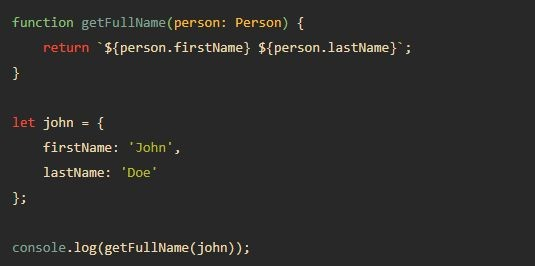 function getFullName(person: Person) {
    return `${person.firstName} ${person.lastName}`;
}

let john = {
    firstName: 'John',
    lastName: 'Doe'
};

console.log(getFullName(john));